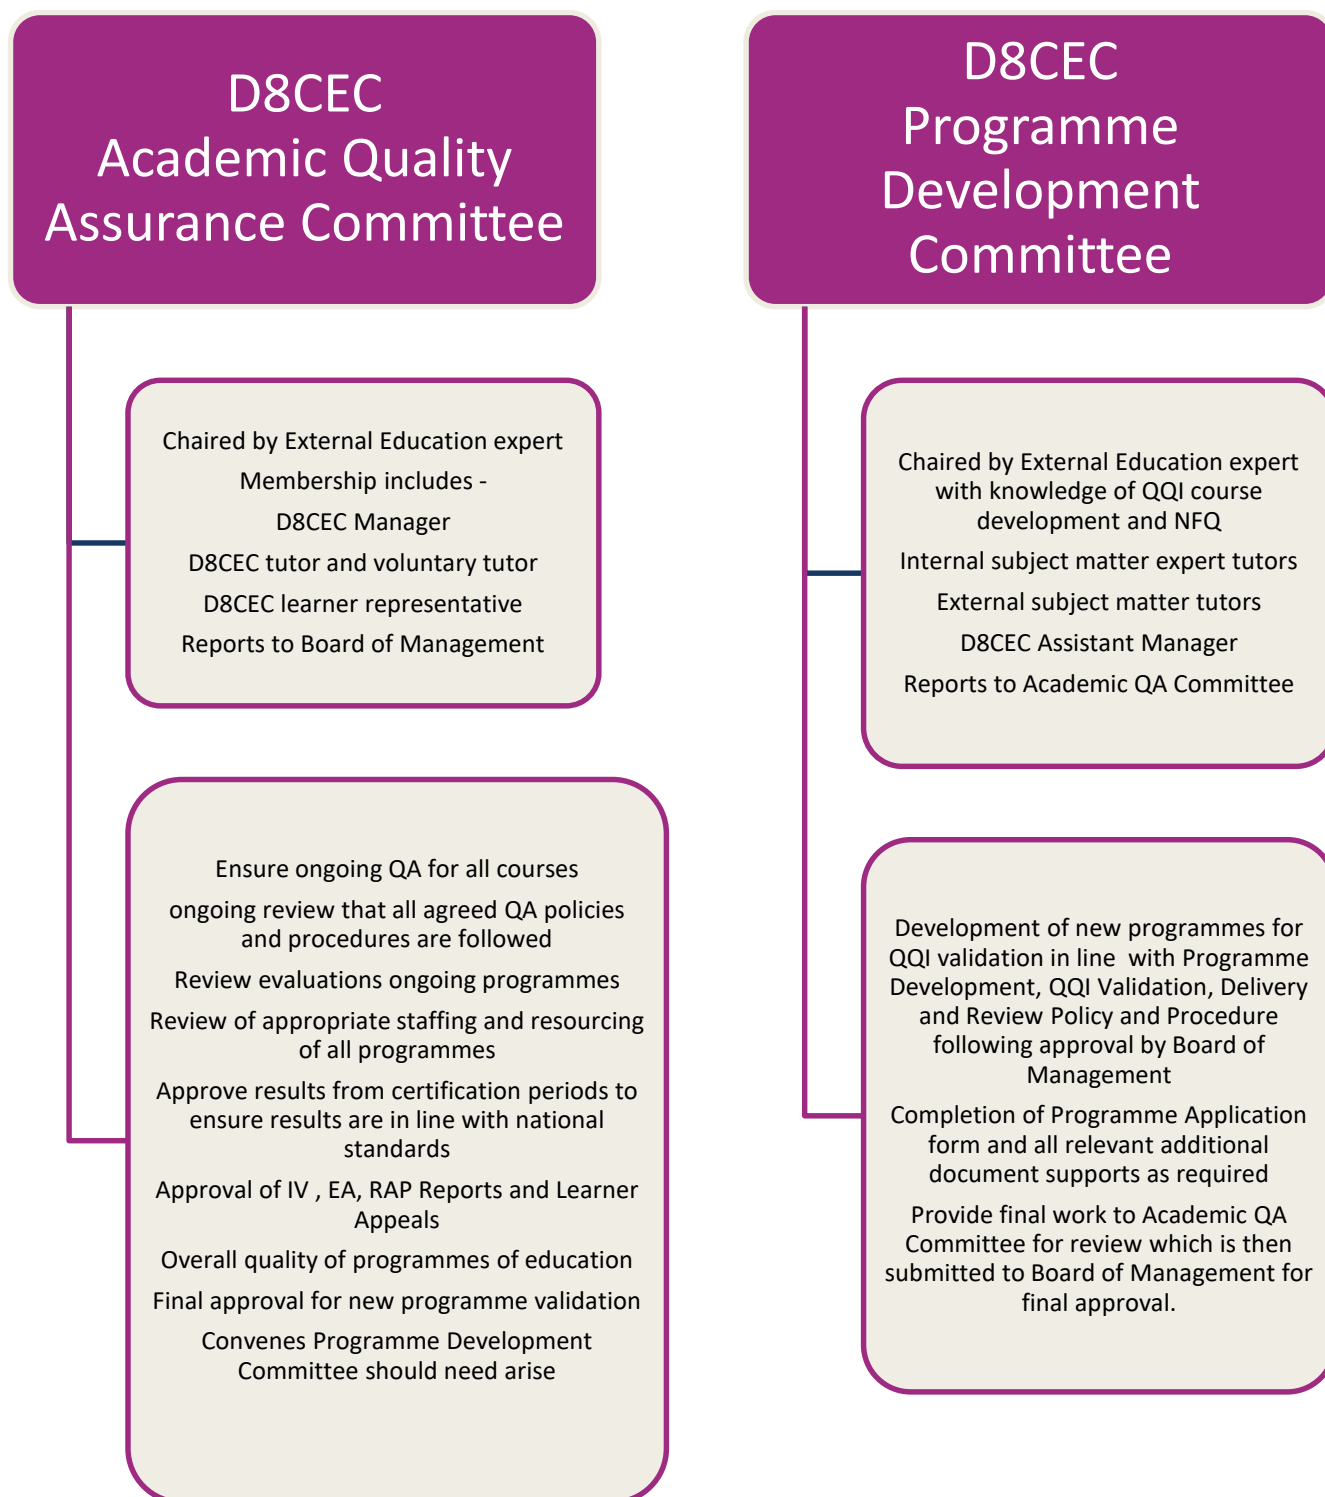 D8CEC
Academic Quality
Assurance Committee
Chaired by External Education expert
Membership includes -
D8CEC Manager
D8CEC tutor and voluntary tutor
D8CEC learner representative
Reports to Board of Management
Ensure ongoing QA for all courses
ongoing review that all agreed QA policies
and procedures are followed
Review evaluations ongoing programmes
Review of appropriate staffing and resourcing
of all programmes
Approve results from certification periods to
ensure results are in line with national
standards
Approval of IV , EA, RAP Reports and Learner
Appeals
Overall quality of programmes of education
Final approval for new programme validation
Convenes Programme Development
Committee should need arise
D8CEC
Programme
Development
Committee
Chaired by External Education expert
with knowledge of QQI course
development and NFQ
Internal subject matter expert tutors
External subject matter tutors
D8CEC Assistant Manager
Reports to Academic QA Committee
Development of new programmes for
QQI validation in line  with Programme
Development, QQI Validation, Delivery
and Review Policy and Procedure
following approval by Board of
Management
Completion of Programme Application
form and all relevant additional
document supports as required
Provide final work to Academic QA
Committee for review which is then
submitted to Board of Management for
final approval.